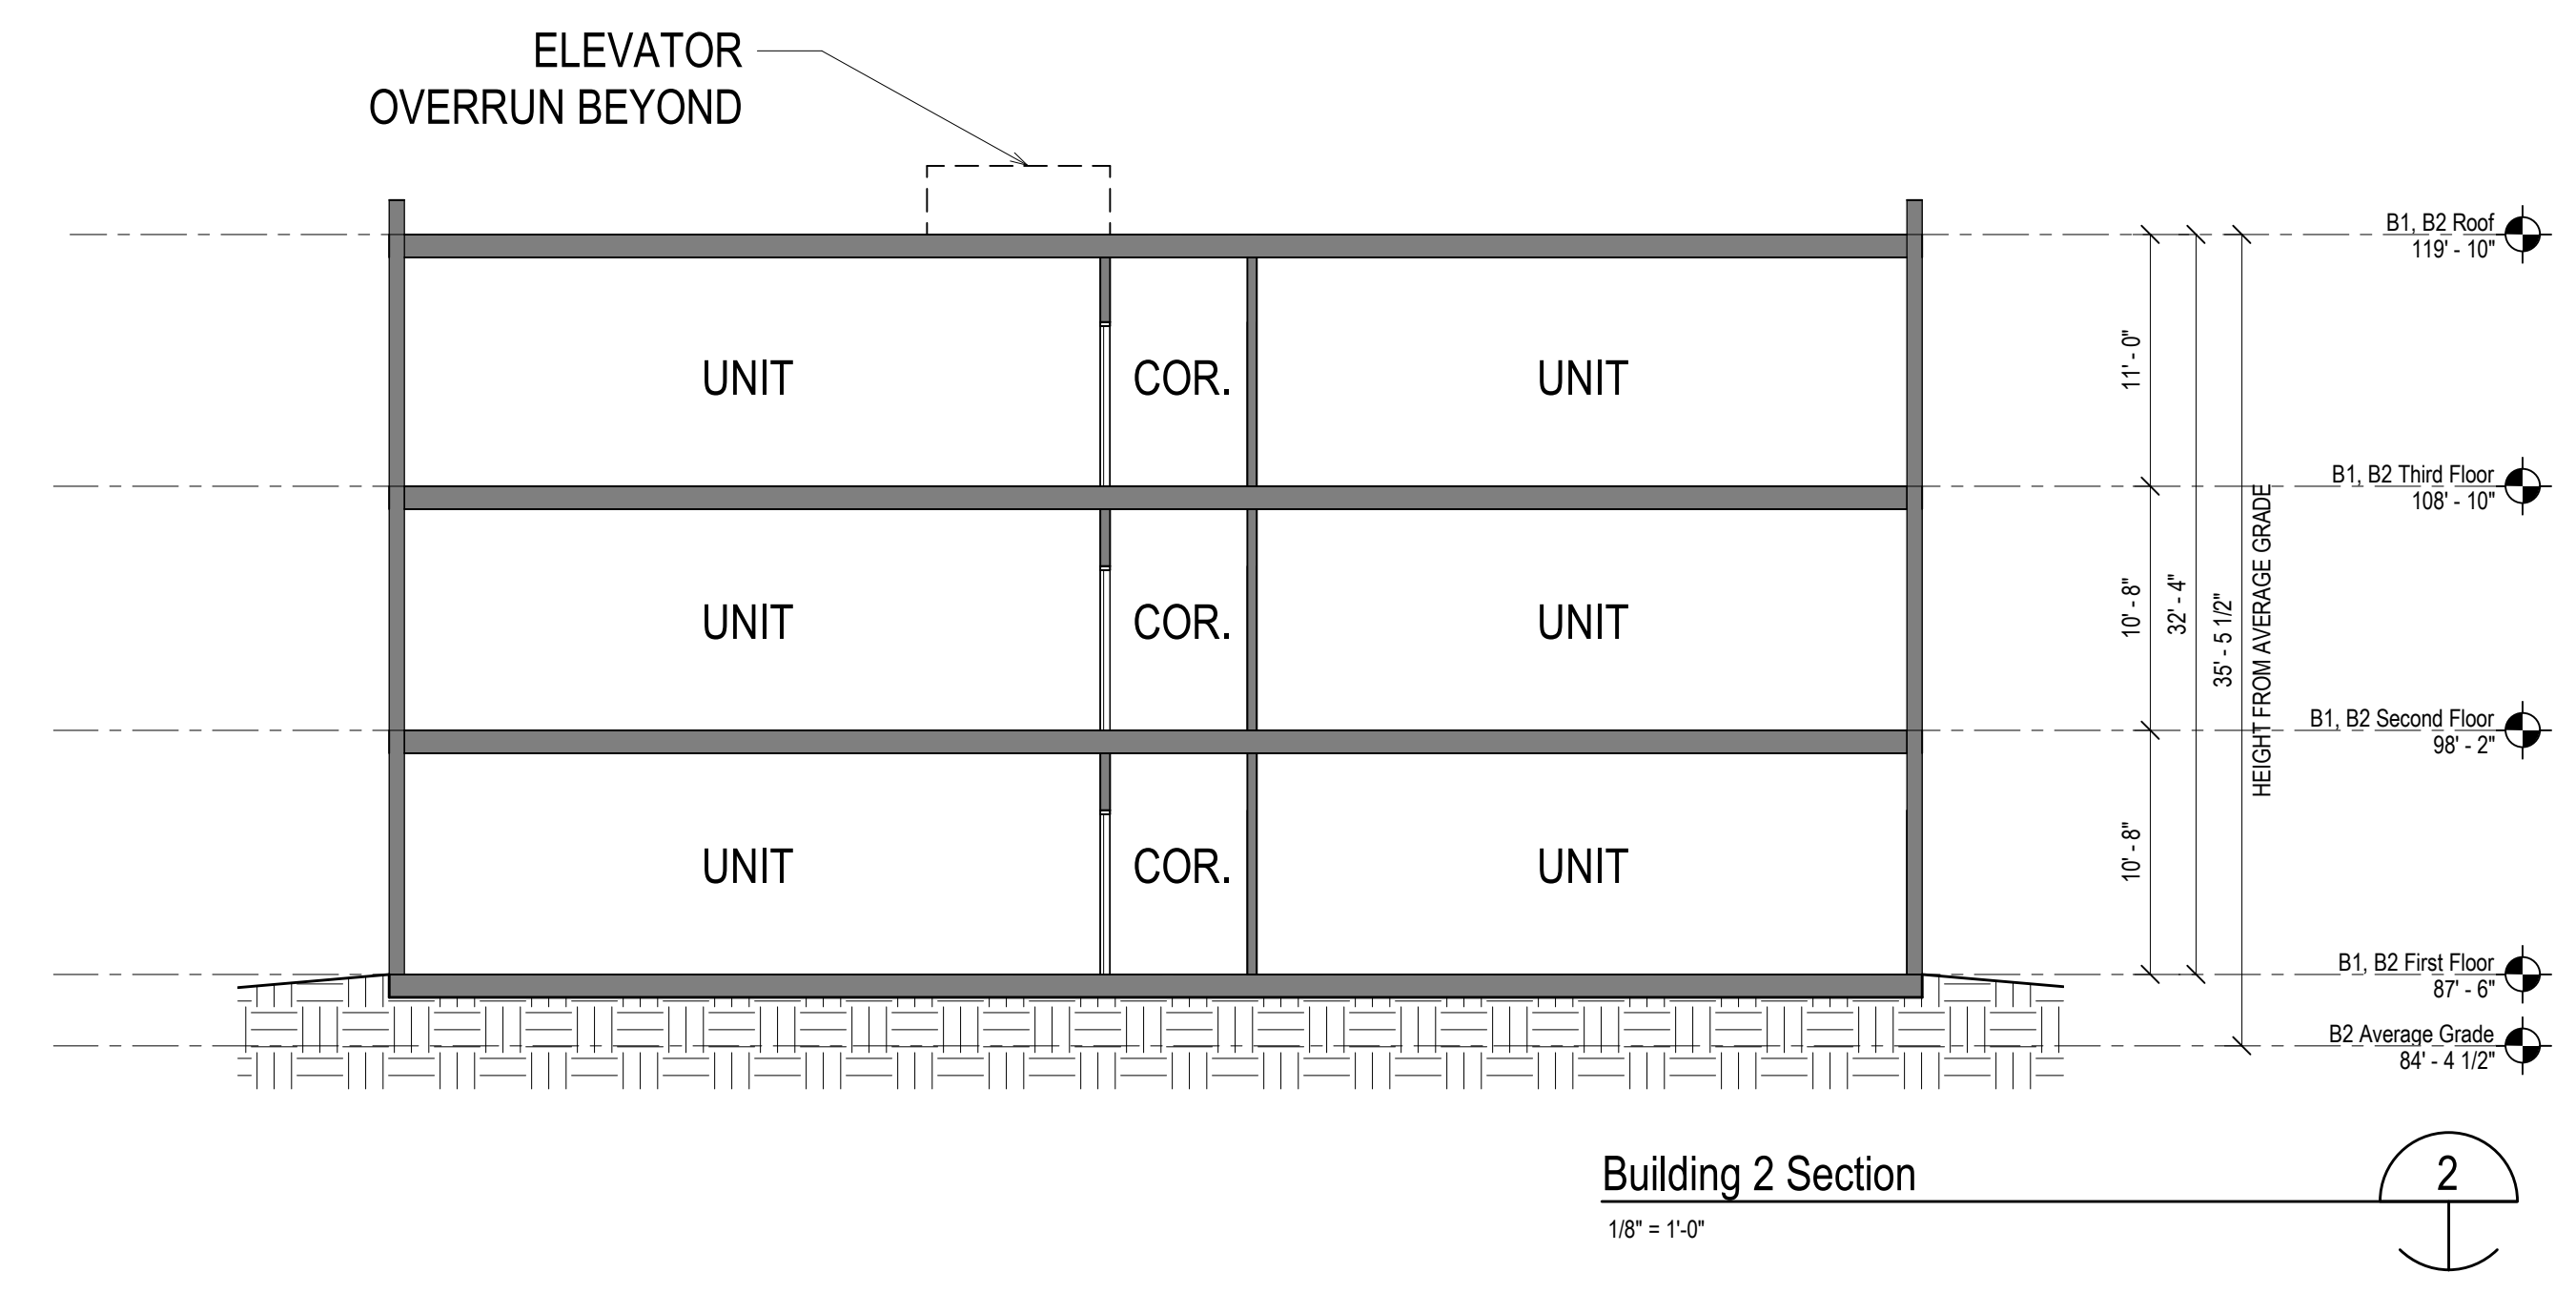 ELEVATOR
OVERRUN BEYOND
B1, B2 Roof
119' - 10"
11' - 0"
UNIT
COR.
UNIT
B1, B2 Third Floor
108' - 10"
10' - 8"
32' - 4"
35' - 5 1/2"
HEIGHT FROM AVERAGE GRADE
UNIT
COR.
UNIT
B1, B2 Second Floor
98' - 2"
10' - 8"
UNIT
COR.
UNIT
B1, B2 First Floor
87' - 6"
B2 Average Grade
84' - 4 1/2"
Building 2 Section
1/8" = 1'-0"
2